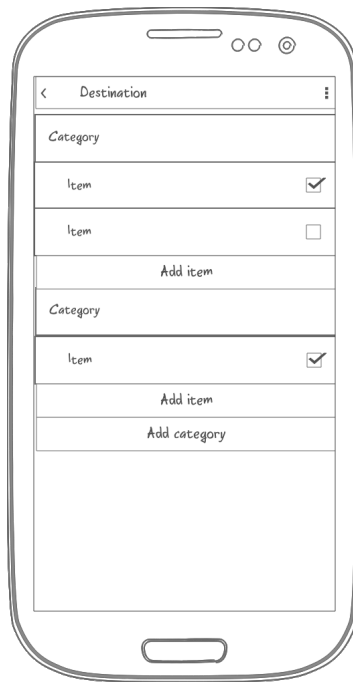 Destination
Category
Item
Item
Add item
Category
Item
Add item
Add category